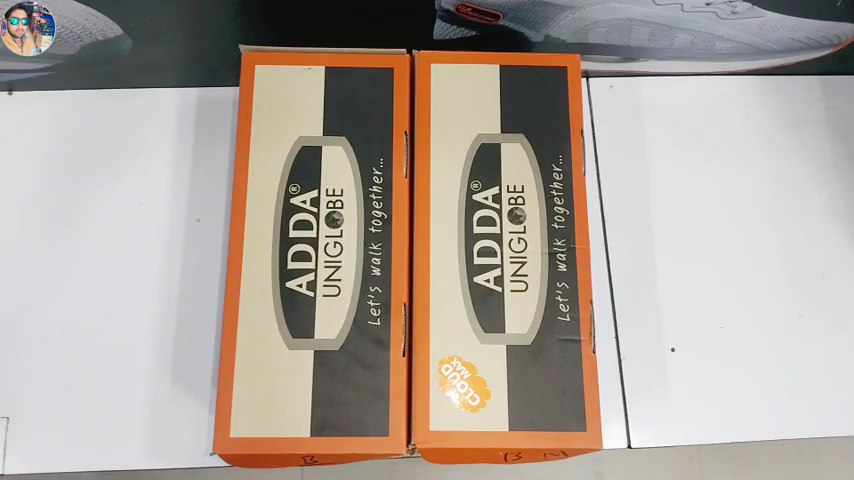 ADDA®
UNIGLOBE
Let's walk together...
ADDA®
UNIGLOBE
Let's walk together...
CLOUD
MAX
B